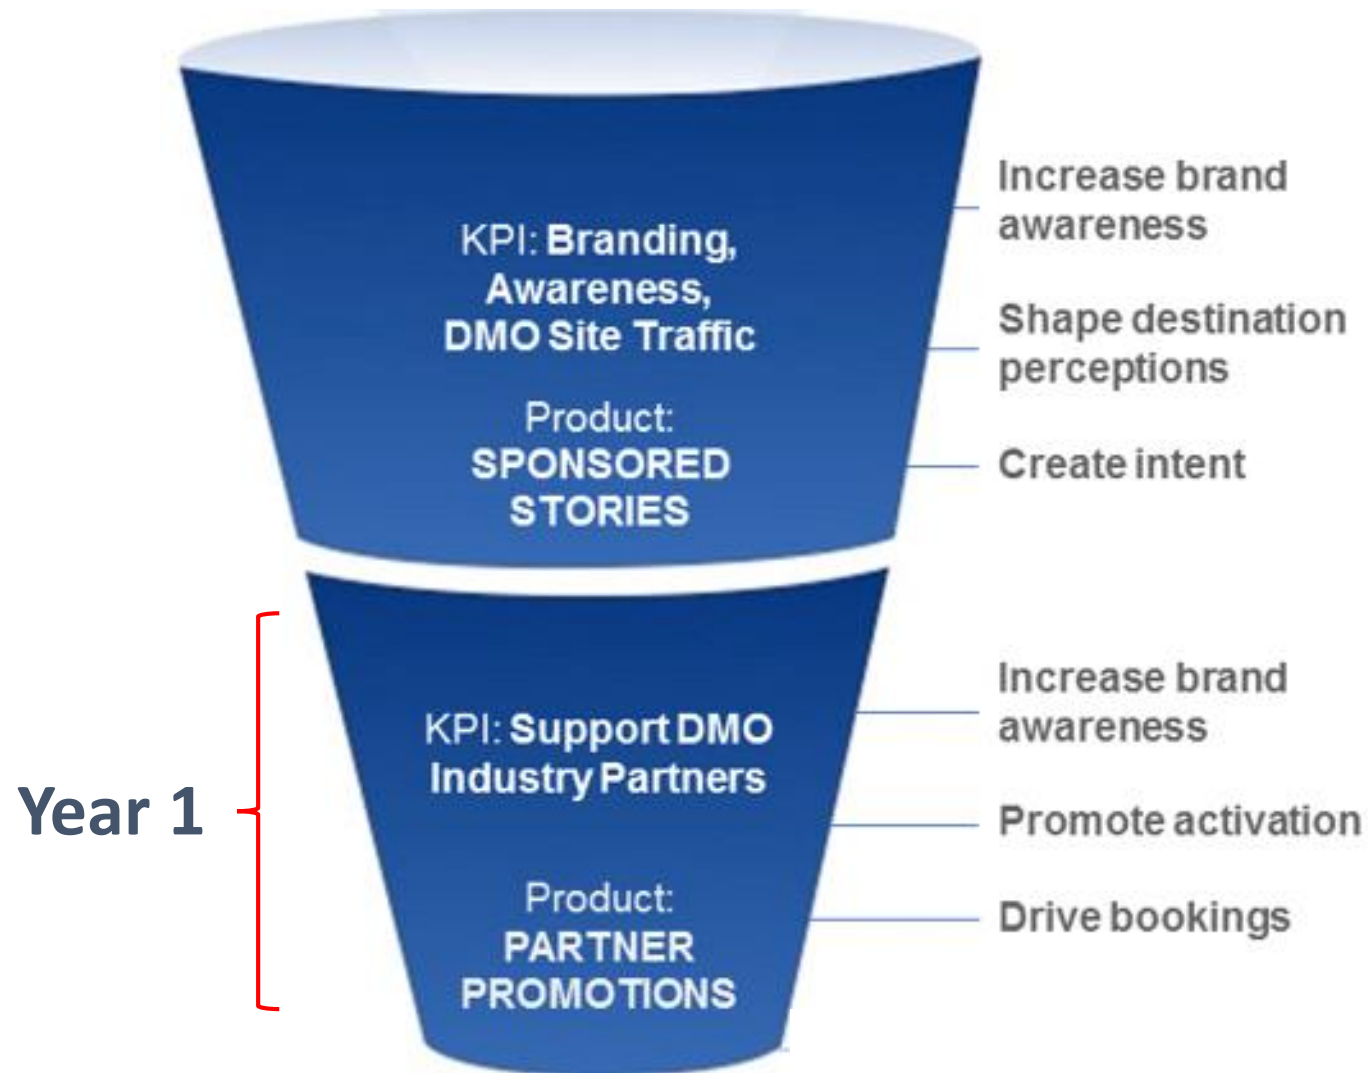 KPI: Branding,
Awareness,
DMO Site Traffic
Product:
SPONSORED
STORIES
Increase brand
awareness
Shape destination
perceptions
Create intent
Year 1
KPI: Support DMO
Industry Partners
Product:
PARTNER
PROMOTIONS
Increase brand
awareness
Promote activation
Drive bookings